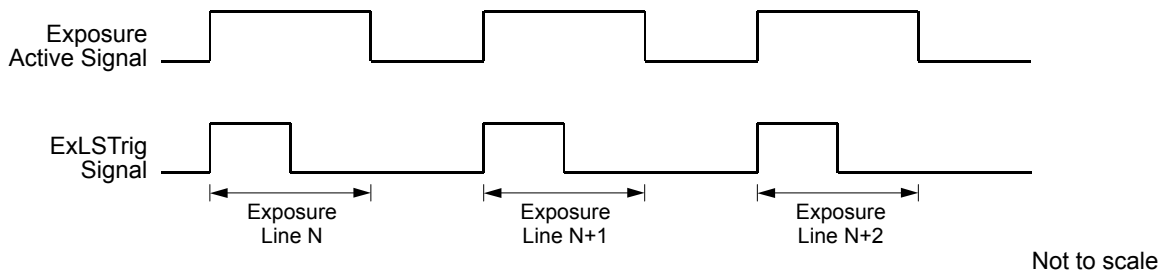 Exposure
Active Signal
ExLSTrig
Signal
Exposure
Line N
Exposure
Line N+1
Exposure
Line N+2
Not to scale